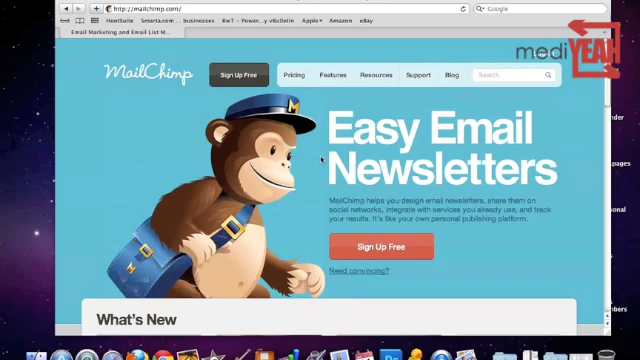 http://mailchimp.com/
Google
HootSuite
Smarta.com ... businesses
BwT - Power...y vBulletin
Apple
Amazon
eBay
Email Marketing and Email List M...
mediYEAH
MailChimp
Sign Up Free
Pricing
Features
Resources
Support
Blog
Search
Easy Email
Newsletters
MailChimp helps you design email newsletters, share them on
social networks, integrate with services you already use, and track
your results. It's like your own personal publishing platform.
Sign Up Free
Need convincing?
What's New